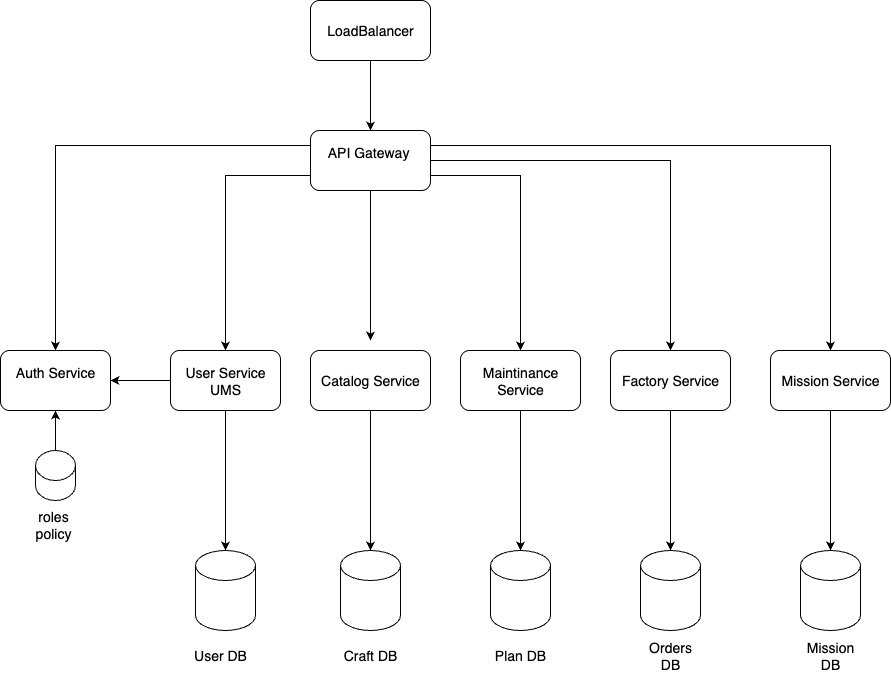 LoadBalancer
API Gateway
Auth Service
User Service
UMS
Catalog Service
Maintinance
Service
Factory Service
Mission Service
roles
policy
User DB
Craft DB
Plan DB
Orders
DB
Mission
DB